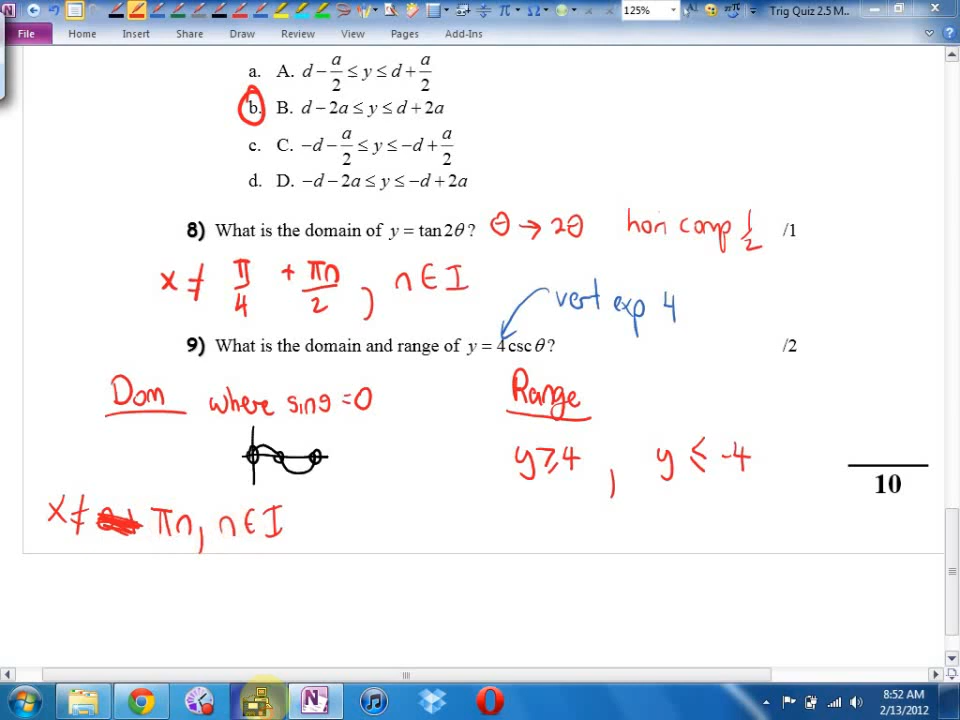 125%
Trig Quiz 2.5 M..
File Home Insert Share Draw Review View Pages Add-Ins
a. A. d − a/2 ≤ y ≤ d + a/2
b. B. d − 2a ≤ y ≤ d + 2a
c. C. −d − a/2 ≤ y ≤ −d + a/2
d. D. −d − 2a ≤ y ≤ −d + 2a
8) What is the domain of y = tan 2θ? θ → 2θ hori comp 1/2 /1
x ≠ π/4 + πn/2, n ∈ I
vert exp 4
9) What is the domain and range of y = 4 csc θ? /2
Dom where sinθ = 0
Range
y ≥ 4, y ≤ -4
10
x ≠ πn, n ∈ I
8:52 AM
2/13/2012